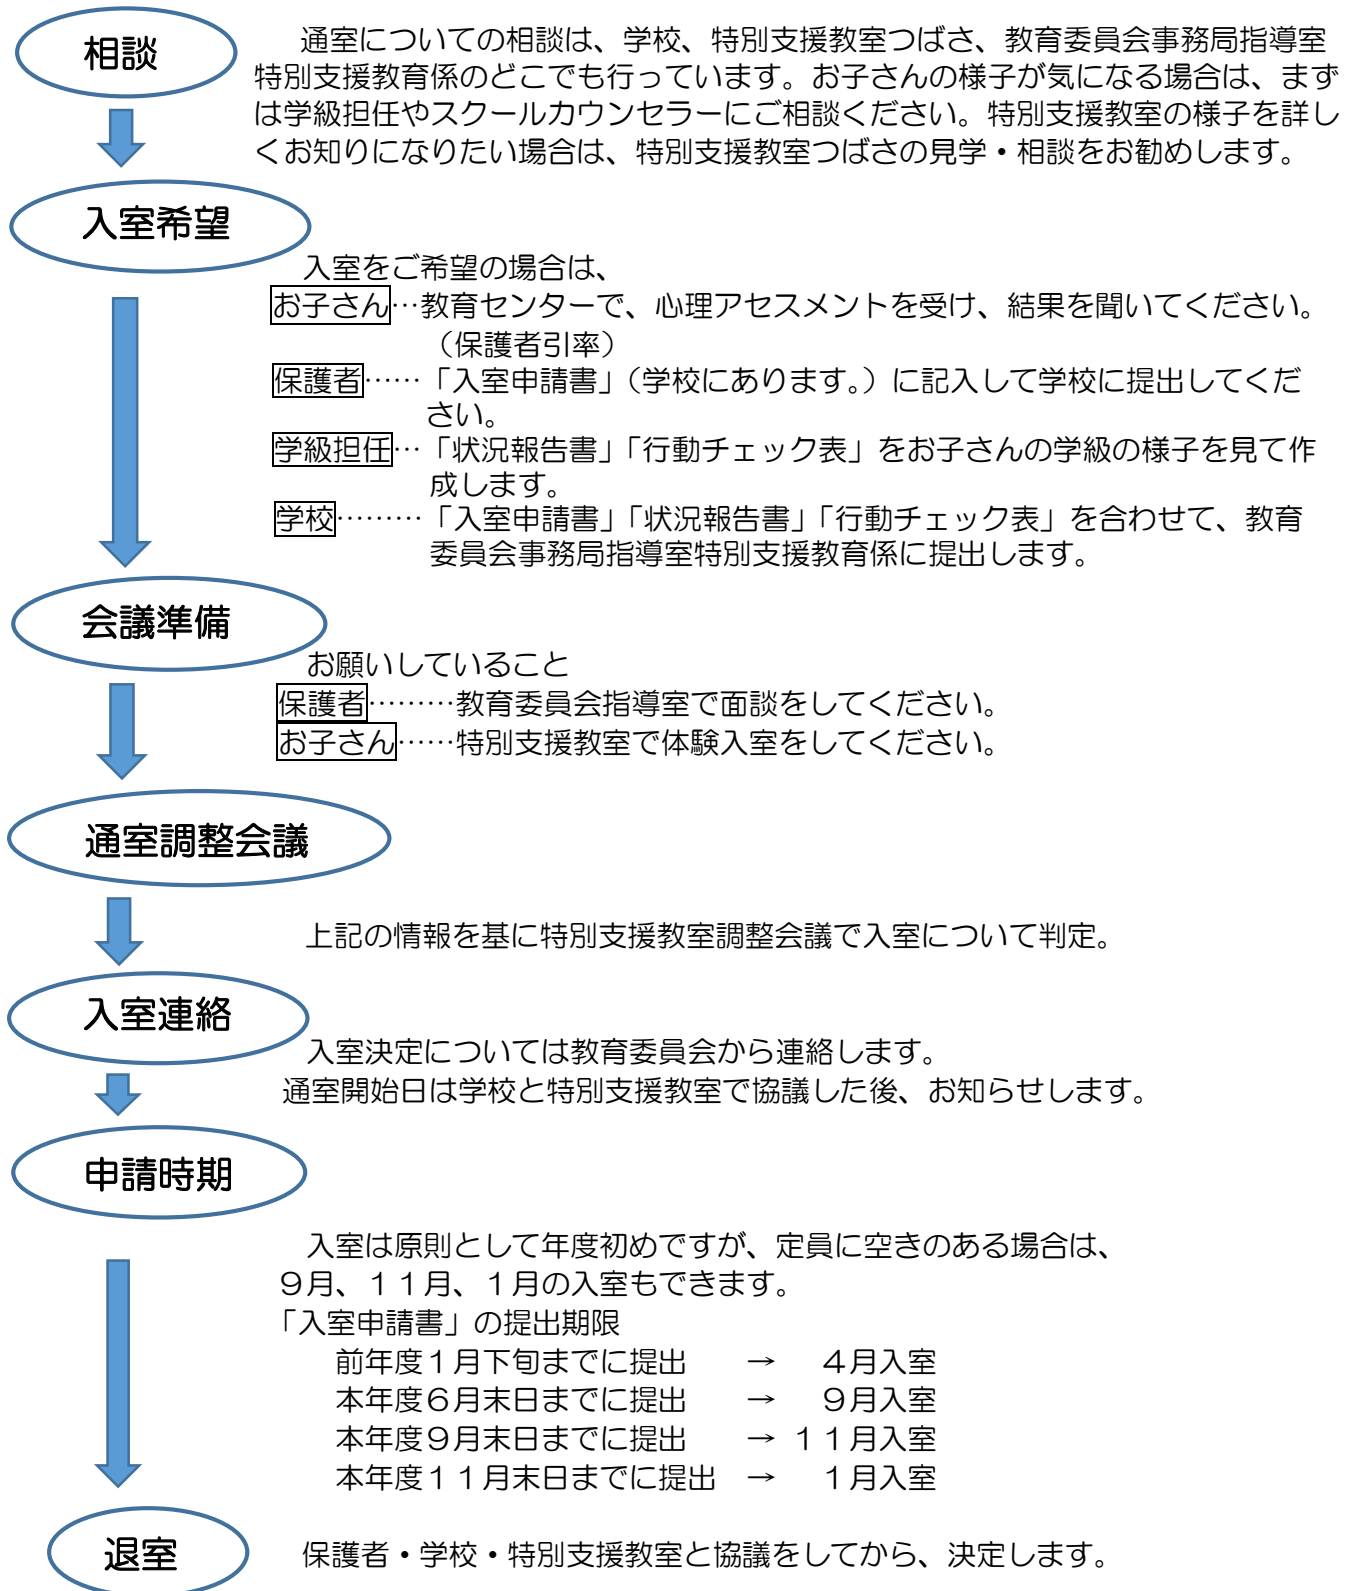 相談
通室についての相談は、学校、特別支援教室つばさ、教育委員会事務局指導室
特別支援教育係のどこでも行っています。お子さんの様子が気になる場合は、まず
は学級担任やスクールカウンセラーにご相談ください。特別支援教室の様子を詳し
くお知りになりたい場合は、特別支援教室つばさの見学・相談をお勧めします。
入室希望
入室をご希望の場合は、
お子さん…教育センターで、心理アセスメントを受け、結果を聞いてください。
（保護者引率）
保護者……「入室申請書」（学校にあります。）に記入して学校に提出してくだ
さい。
学級担任…「状況報告書」「行動チェック表」をお子さんの学級の様子を見て作
成します。
学校………「入室申請書」「状況報告書」「行動チェック表」を合わせて、教育
委員会事務局指導室特別支援教育係に提出します。
会議準備
お願いしていること
保護者………教育委員会指導室で面談をしてください。
お子さん……特別支援教室で体験入室をしてください。
通室調整会議
上記の情報を基に特別支援教室調整会議で入室について判定。
入室連絡
入室決定については教育委員会から連絡します。
通室開始日は学校と特別支援教室で協議した後、お知らせします。
申請時期
入室は原則として年度初めですが、定員に空きのある場合は、
９月、１１月、１月の入室もできます。
「入室申請書」の提出期限
前年度１月下旬までに提出　　→　４月入室
本年度６月末日までに提出　　→　９月入室
本年度９月末日までに提出　　→ １１月入室
本年度１１月末日までに提出　→　１月入室
退室
保護者・学校・特別支援教室と協議をしてから、決定します。